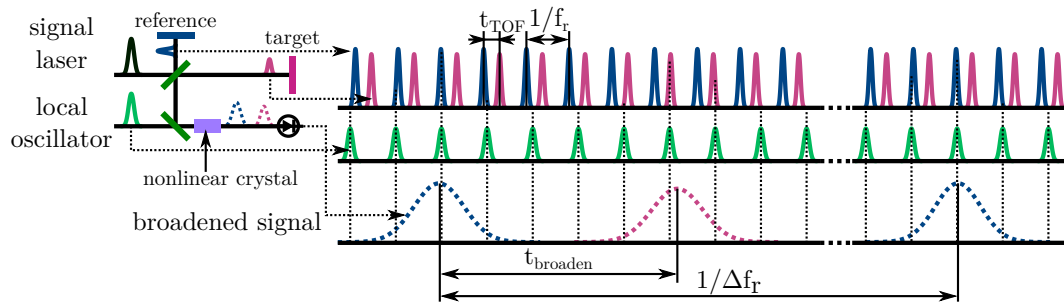 signal
laser
reference
target
local
oscillator
nonlinear crystal
broadened signal
t_TOF
1/f_r
t_broaden
1/Δf_r